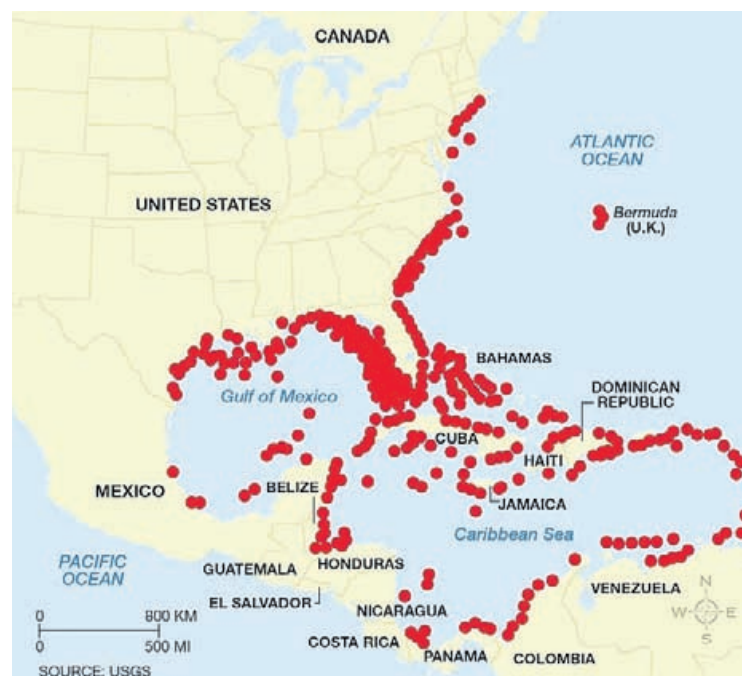 CANADA
ATLANTIC
OCEAN
UNITED STATES
Bermuda
(U.K.)
BAHAMAS
Gulf of Mexico
DOMINICAN
REPUBLIC
CUBA
HAITI
MEXICO
BELIZE
JAMAICA
Caribbean Sea
PACIFIC
OCEAN
GUATEMALA
HONDURAS
VENEZUELA
N
W
E
S
EL SALVADOR
NICARAGUA
COSTA RICA
PANAMA
COLOMBIA
0 800 KM
0 500 MI
SOURCE: USGS